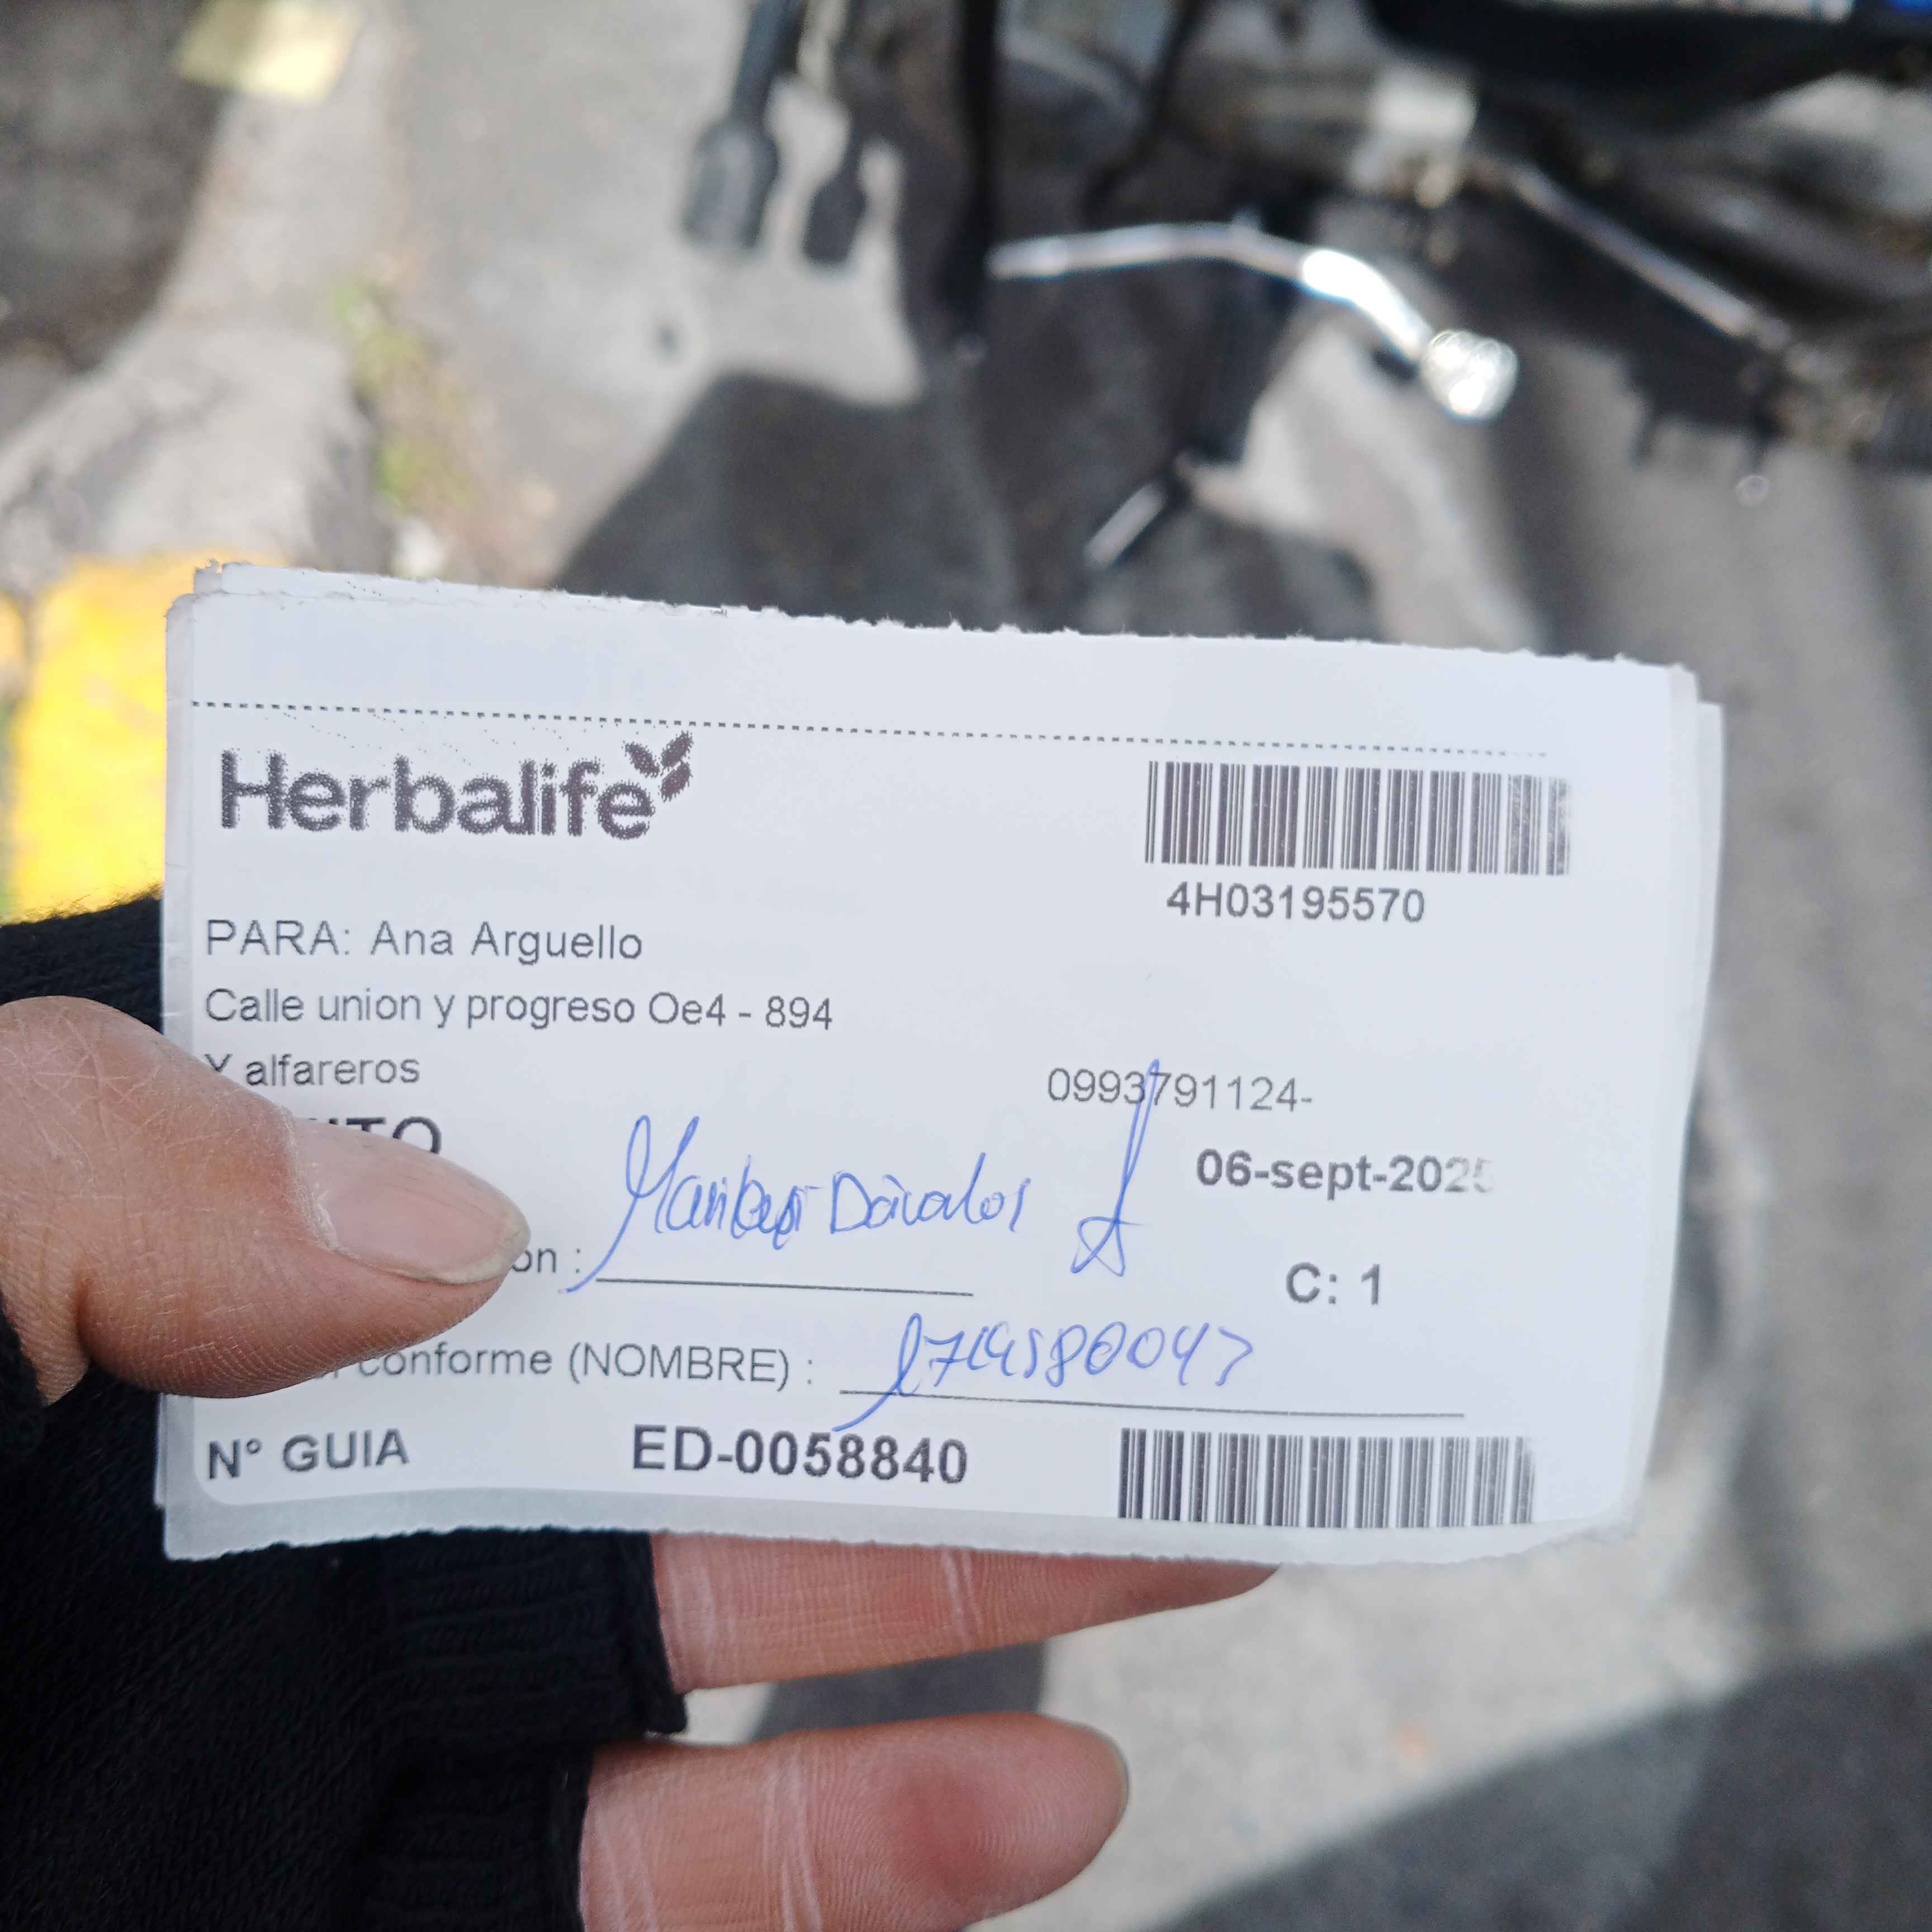 Herbalife
4H03195570
PARA: Ana Arguello
Calle union y progreso Oe4 - 894
Y alfareros
0993791124-
06-sept-2025
Dávalos
C: 1
conforme (NOMBRE) :
N° GUIA ED-0058840